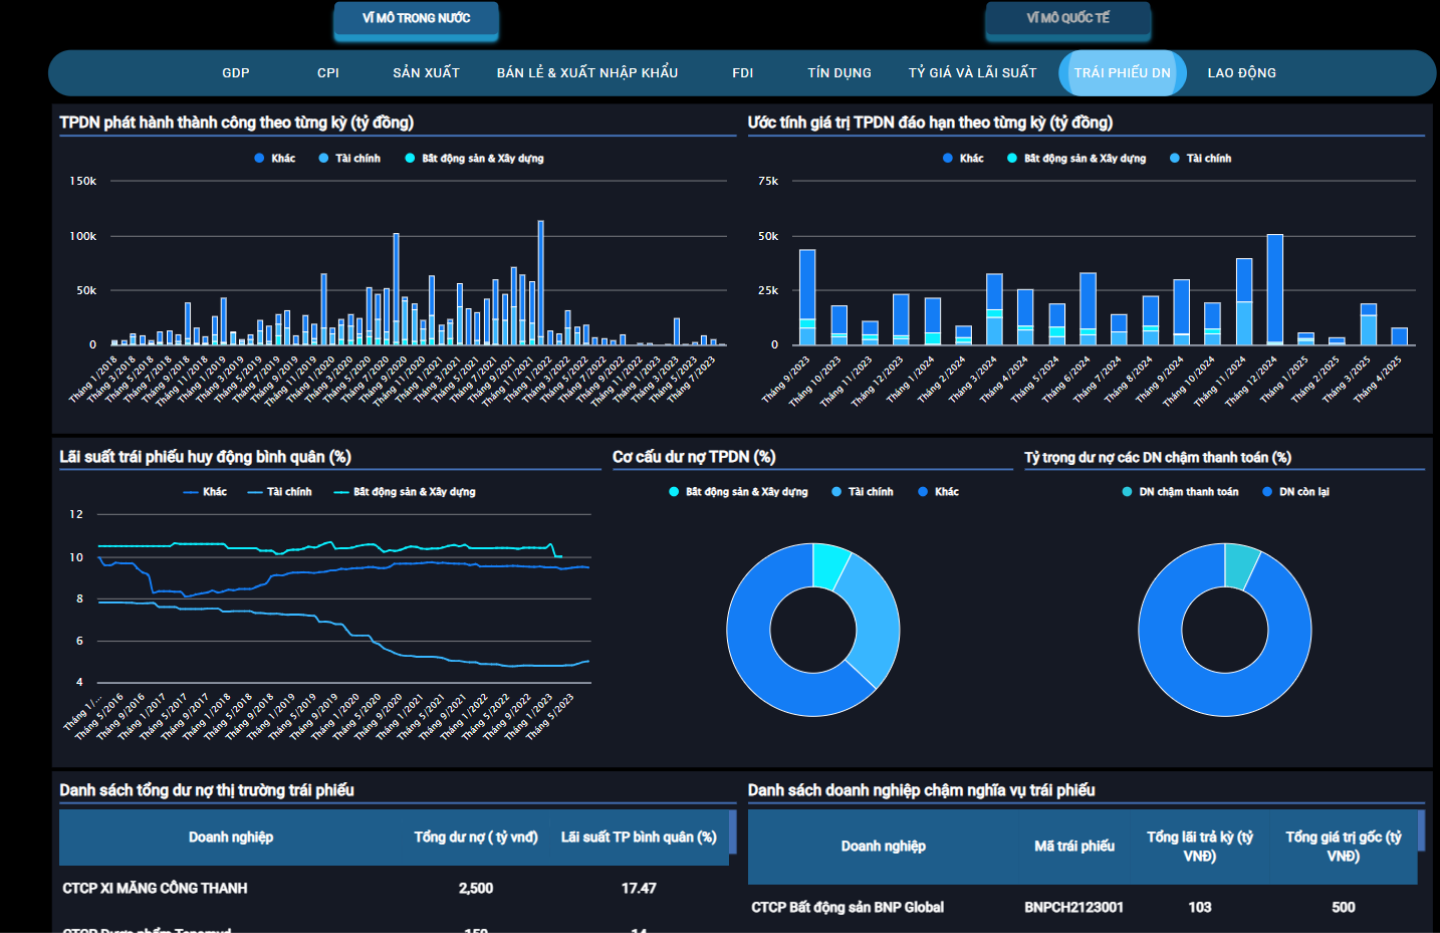 VĨ MÔ TRONG NƯỚC
VĨ MÔ QUỐC TẾ
GDP
CPI
SẢN XUẤT
BÁN LẺ & XUẤT NHẬP KHẨU
FDI
TÍN DỤNG
TỶ GIÁ VÀ LÃI SUẤT
TRÁI PHIẾU DN
LAO ĐỘNG
TPDN phát hành thành công theo từng kỳ (tỷ đồng)
Khác
Tài chính
Bất động sản & Xây dựng
150k
100k
50k
0
Tháng 1/2018
Tháng 3/2018
Tháng 5/2018
Tháng 7/2018
Tháng 9/2018
Tháng 11/2018
Tháng 1/2019
Tháng 3/2019
Tháng 5/2019
Tháng 7/2019
Tháng 9/2019
Tháng 11/2019
Tháng 1/2020
Tháng 3/2020
Tháng 5/2020
Tháng 7/2020
Tháng 9/2020
Tháng 11/2020
Tháng 1/2021
Tháng 3/2021
Tháng 5/2021
Tháng 7/2021
Tháng 9/2021
Tháng 11/2021
Tháng 1/2022
Tháng 3/2022
Tháng 5/2022
Tháng 7/2022
Tháng 9/2022
Tháng 11/2022
Tháng 1/2023
Tháng 3/2023
Tháng 5/2023
Tháng 7/2023
Ước tính giá trị TPDN đáo hạn theo từng kỳ (tỷ đồng)
Khác
Bất động sản & Xây dựng
Tài chính
75k
50k
25k
0
Tháng 9/2023
Tháng 10/2023
Tháng 11/2023
Tháng 12/2023
Tháng 1/2024
Tháng 2/2024
Tháng 3/2024
Tháng 4/2024
Tháng 5/2024
Tháng 6/2024
Tháng 7/2024
Tháng 8/2024
Tháng 9/2024
Tháng 10/2024
Tháng 11/2024
Tháng 12/2024
Tháng 1/2025
Tháng 2/2025
Tháng 3/2025
Tháng 4/2025
Lãi suất trái phiếu huy động bình quân (%)
Khác
Tài chính
Bất động sản & Xây dựng
12
10
8
6
4
Tháng 1/...
Tháng 5/2016
Tháng 9/2016
Tháng 1/2017
Tháng 5/2017
Tháng 9/2017
Tháng 1/2018
Tháng 5/2018
Tháng 9/2018
Tháng 1/2019
Tháng 5/2019
Tháng 9/2019
Tháng 1/2020
Tháng 5/2020
Tháng 9/2020
Tháng 1/2021
Tháng 5/2021
Tháng 9/2021
Tháng 1/2022
Tháng 5/2022
Tháng 9/2022
Tháng 1/2023
Tháng 5/2023
Cơ cấu dư nợ TPDN (%)
Bất động sản & Xây dựng
Tài chính
Khác
Tỷ trọng dư nợ các DN chậm thanh toán (%)
DN chậm thanh toán
DN còn lại
Danh sách tổng dư nợ thị trường trái phiếu
Doanh nghiệp
Tổng dư nợ ( tỷ vnđ)
Lãi suất TP bình quân (%)
CTCP XI MĂNG CÔNG THANH
2,500
17.47
Danh sách doanh nghiệp chậm nghĩa vụ trái phiếu
Doanh nghiệp
Mã trái phiếu
Tổng lãi trả kỳ (tỷ
VNĐ)
Tổng giá trị gốc (tỷ
VNĐ)
CTCP Bất động sản BNP Global
BNPCH2123001
103
500